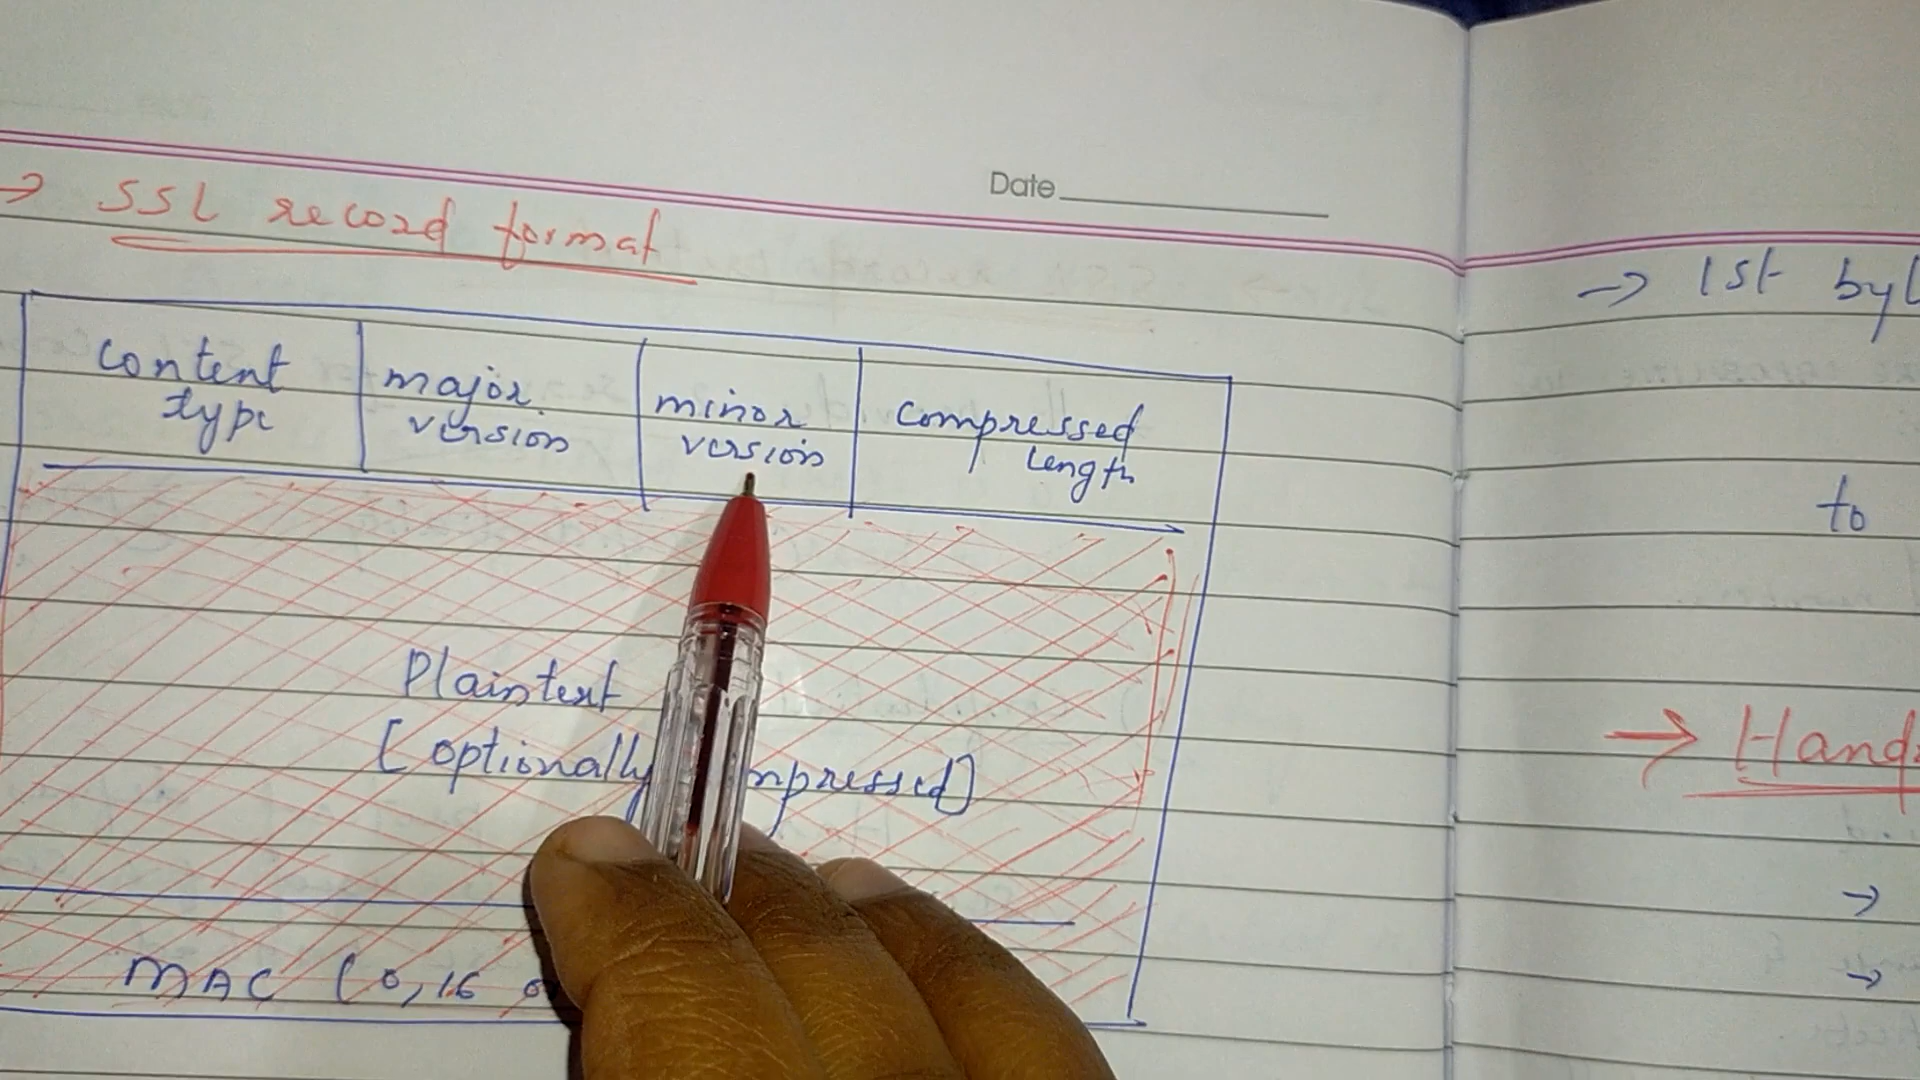 Date
→ SSL record format
content type
major version
minor version
compressed length
Plaintext
[optionally
MAC (0,16
→ 1st
to
→
→
→